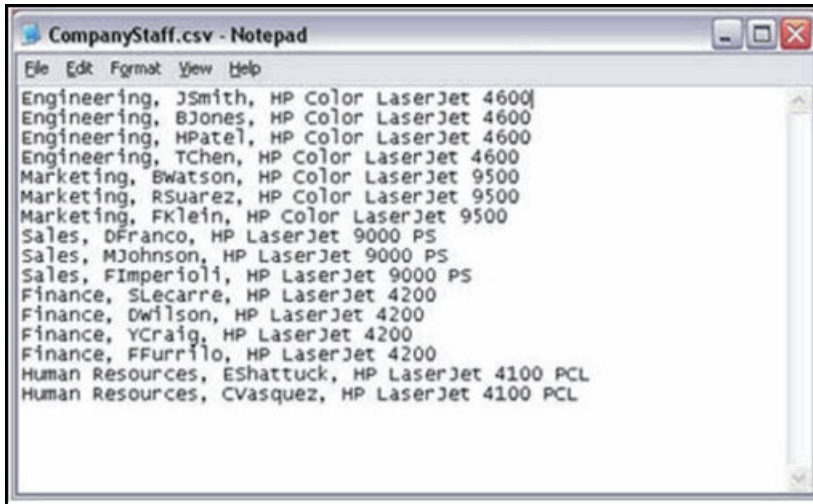 CompanyStaff.csv - Notepad
File Edit Format View Help
Engineering, JSmith, HP Color LaserJet 4600
Engineering, BJones, HP Color LaserJet 4600
Engineering, HPatel, HP Color LaserJet 4600
Engineering, TChen, HP Color LaserJet 4600
Marketing, BWatson, HP Color LaserJet 9500
Marketing, RSuarez, HP Color LaserJet 9500
Marketing, FKlein, HP Color LaserJet 9500
Sales, DFranco, HP LaserJet 9000 PS
Sales, MJohnson, HP LaserJet 9000 PS
Sales, FImperioli, HP LaserJet 9000 PS
Finance, SLecarre, HP LaserJet 4200
Finance, DWilson, HP LaserJet 4200
Finance, YCraig, HP LaserJet 4200
Finance, FFurrilo, HP LaserJet 4200
Human Resources, EShattuck, HP LaserJet 4100 PCL
Human Resources, CVasquez, HP LaserJet 4100 PCL